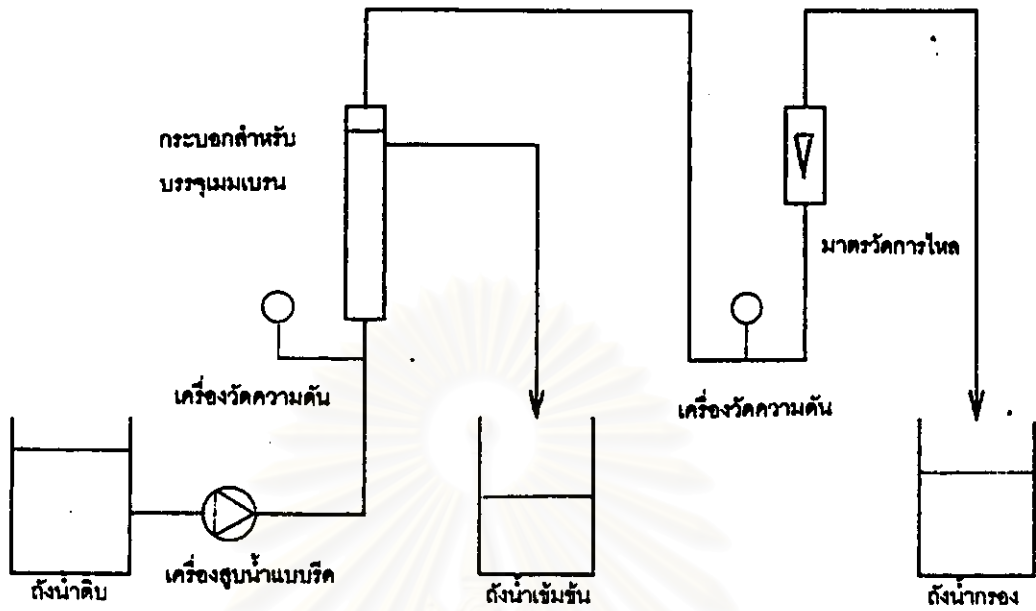 กระบอกสำหรับ
บรรจุเมมเบรน
มาตรวัดการไหล
เครื่องวัดความดัน
เครื่องวัดความดัน
เครื่องสูบน้ำแบบรีด
ถังน้ำดิบ
ถังน้ำเข้มข้น
ถังน้ำกรอง